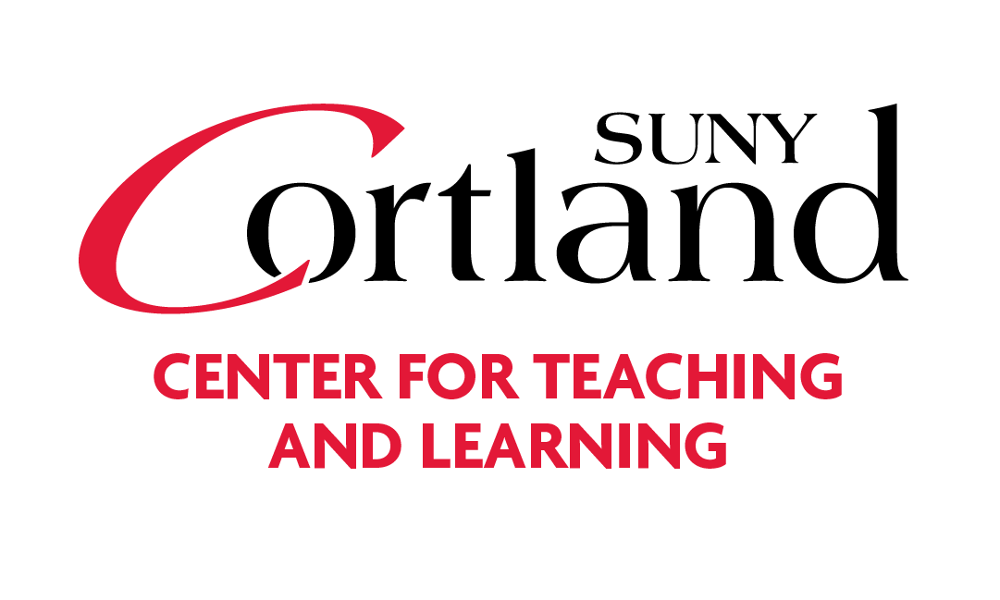 SUNY
Cortland
CENTER FOR TEACHING
AND LEARNING